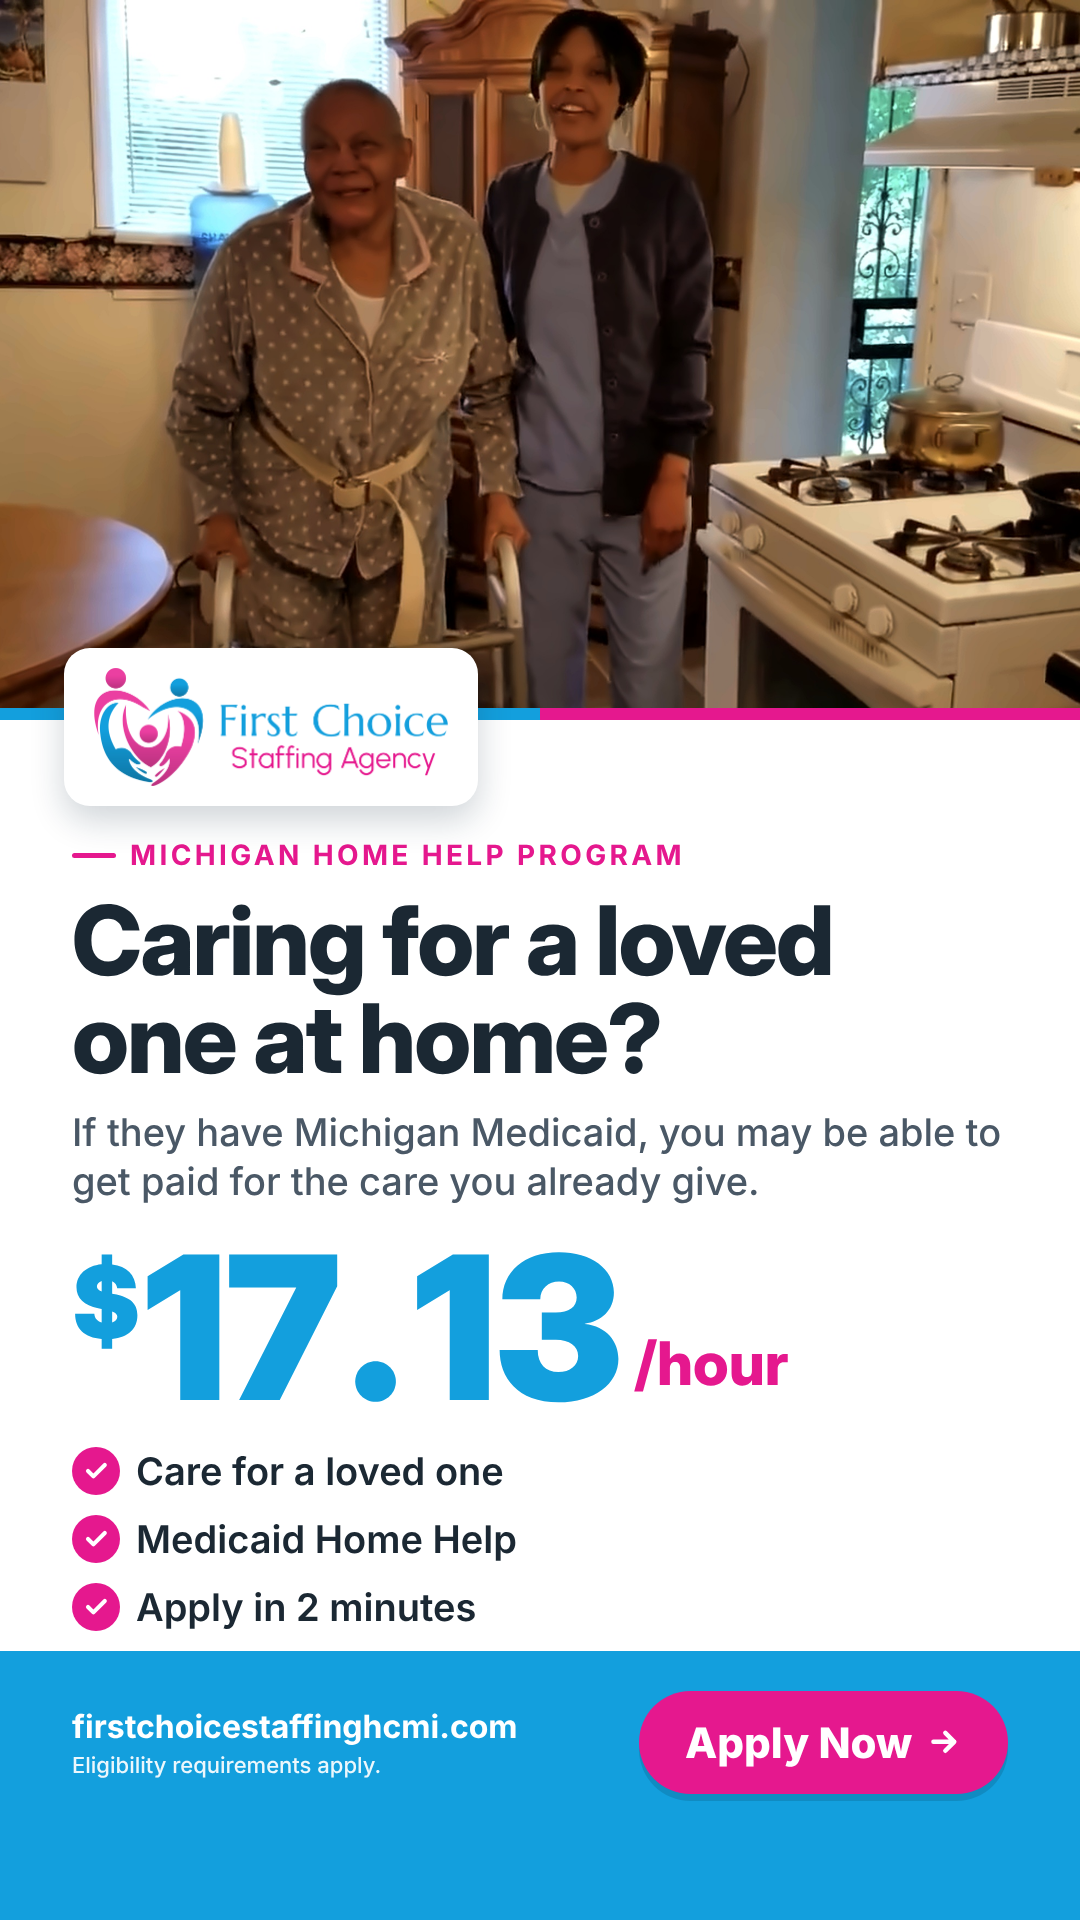 First Choice
Staffing Agency
MICHIGAN HOME HELP PROGRAM
Caring for a loved
one at home?
If they have Michigan Medicaid, you may be able to
get paid for the care you already give.
$17.13/hour
Care for a loved one
Medicaid Home Help
Apply in 2 minutes
firstchoicestaffinghcmi.com
Eligibility requirements apply.
Apply Now →